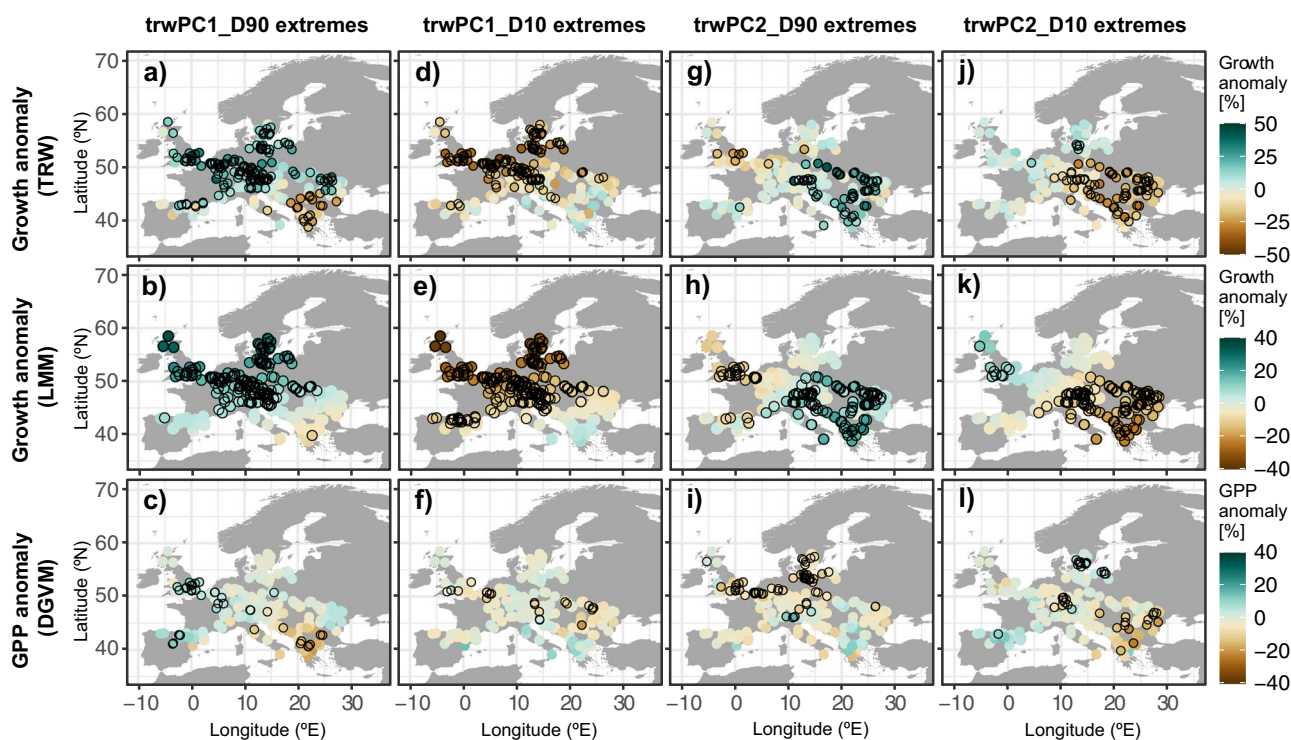 trwPC1_D90 extremes
trwPC1_D10 extremes
trwPC2_D90 extremes
trwPC2_D10 extremes
Growth anomaly
(TRW)
Latitude (ºN)
70
60
50
40
a)
d)
g)
j)
Growth
anomaly
[%]
50
25
0
−25
−50
Growth anomaly
(LMM)
Latitude (ºN)
70
60
50
40
b)
e)
h)
k)
Growth
anomaly
[%]
40
20
0
−20
−40
GPP anomaly
(DGVM)
Latitude (ºN)
70
60
50
40
c)
f)
i)
l)
GPP
anomaly
[%]
40
20
0
−20
−40
−10 0 10 20 30
−10 0 10 20 30
−10 0 10 20 30
−10 0 10 20 30
Longitude (ºE)
Longitude (ºE)
Longitude (ºE)
Longitude (ºE)